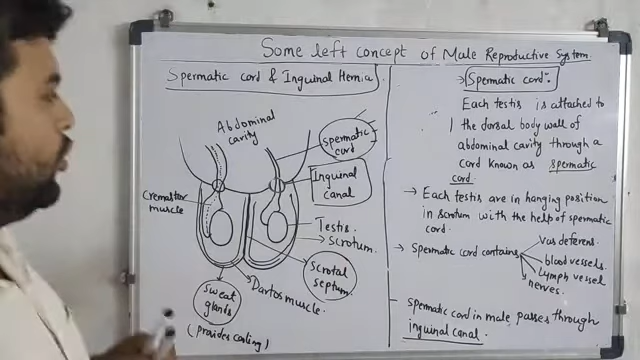 Some left concept of Male Reproductive System.
Spermatic cord & Inguinal Hernia
Abdominal
cavity
spermatic
cord
Inguinal
canal
Cremaster
muscle
Testis.
Scrotum.
Scrotal
septum.
Dartos muscle.
Sweat
glands
(provides cooling)
→ Spermatic cord:-
Each testis is attached to
the dorsal body wall of
abdominal cavity through a
cord known as spermatic
cord.
→ Each testis are in hanging position
in scrotum with the help of spermatic
cord.
→ Spermatic cord contains
Vas deferens.
blood vessels.
Lymph vessel
nerves.
Spermatic cord in male, passes through
inguinal canal.